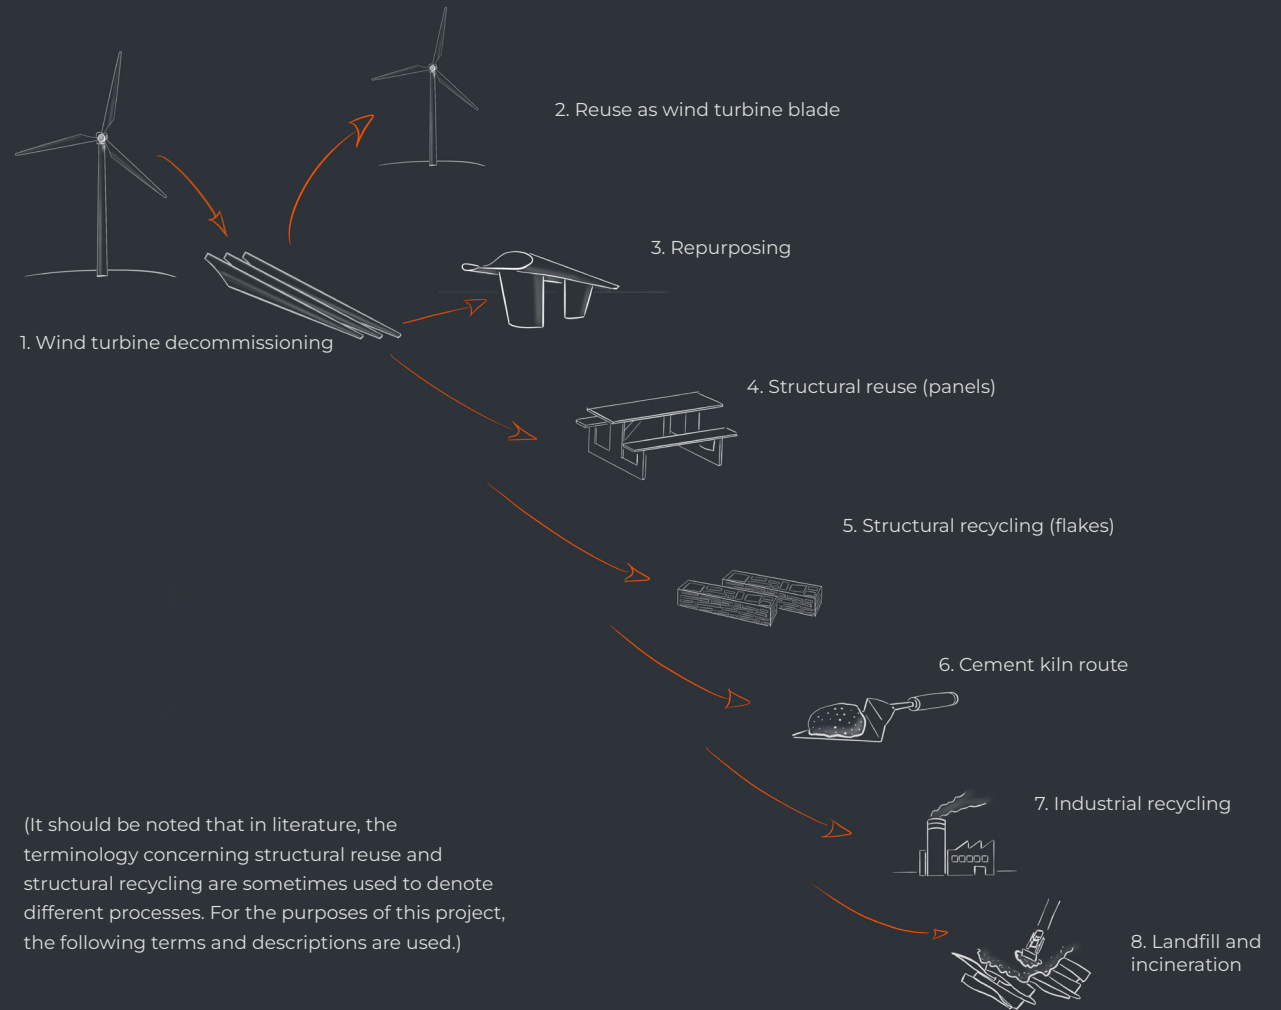 2. Reuse as wind turbine blade
3. Repurposing
1. Wind turbine decommissioning
4. Structural reuse (panels)
5. Structural recycling (flakes)
6. Cement kiln route
7. Industrial recycling
(It should be noted that in literature, the
terminology concerning structural reuse and
structural recycling are sometimes used to denote
different processes. For the purposes of this project,
the following terms and descriptions are used.)
8. Landfill and
incineration